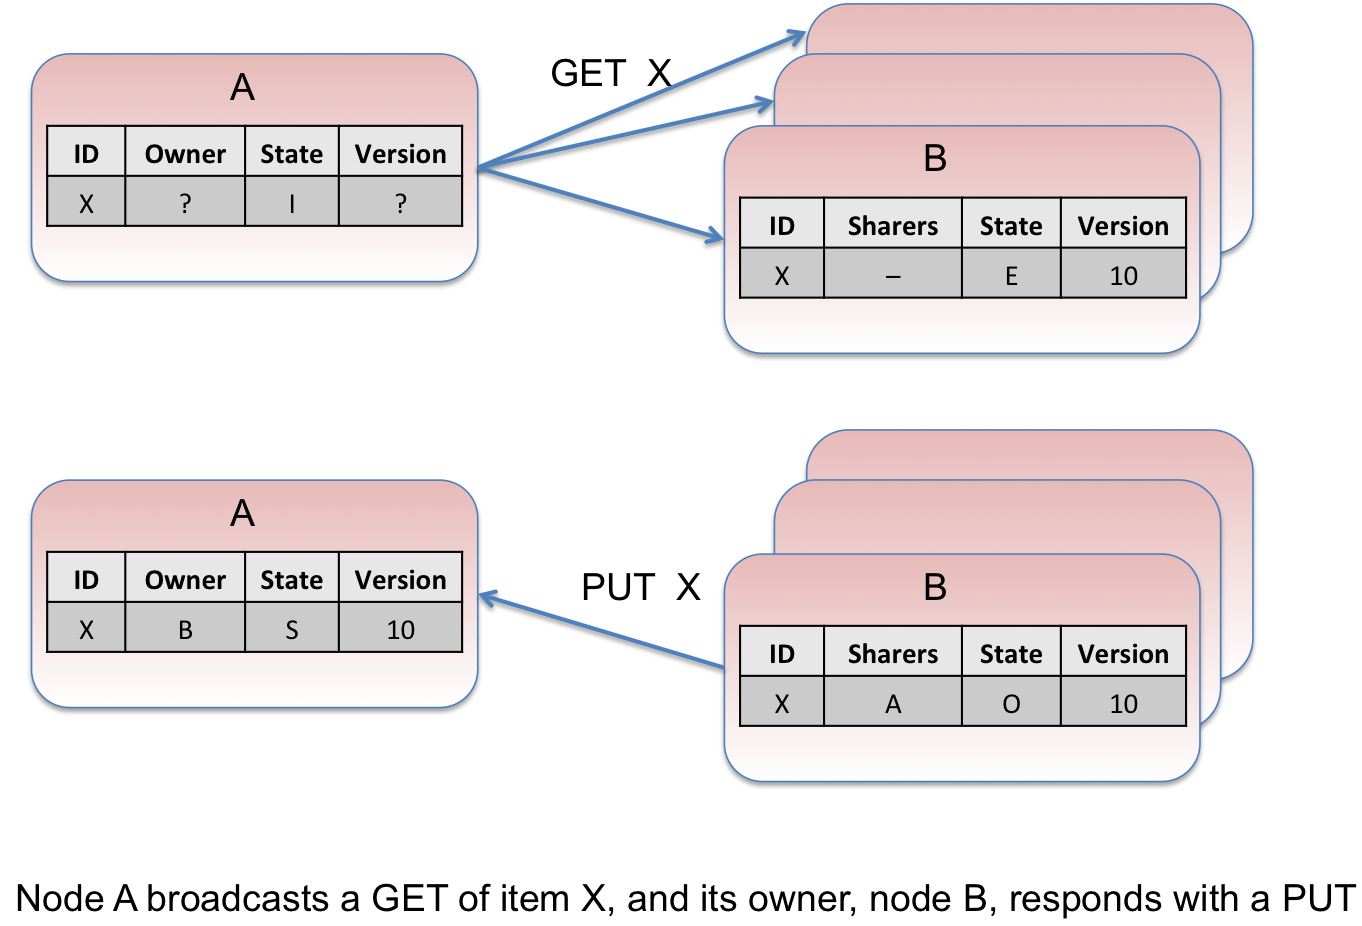 A
ID Owner State Version
X ? I ?
GET X
B
ID Sharers State Version
X – E 10
A
ID Owner State Version
X B S 10
PUT X
B
ID Sharers State Version
X A O 10
Node A broadcasts a GET of item X, and its owner, node B, responds with a PUT